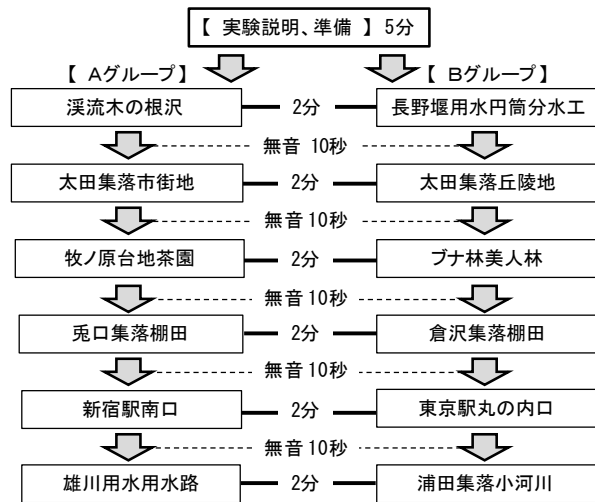 【 実験説明、準備 】 5分
【 Aグループ】 【 Bグループ】
渓流木の根沢 2分 長野堰用水円筒分水工
無音 10秒
太田集落市街地 2分 太田集落丘陵地
無音10秒
牧ノ原台地茶園 2分 ブナ林美人林
無音10秒
兎口集落棚田 2分 倉沢集落棚田
無音10秒
新宿駅南口 2分 東京駅丸の内口
無音10秒
雄川用水用水路 2分 浦田集落小河川